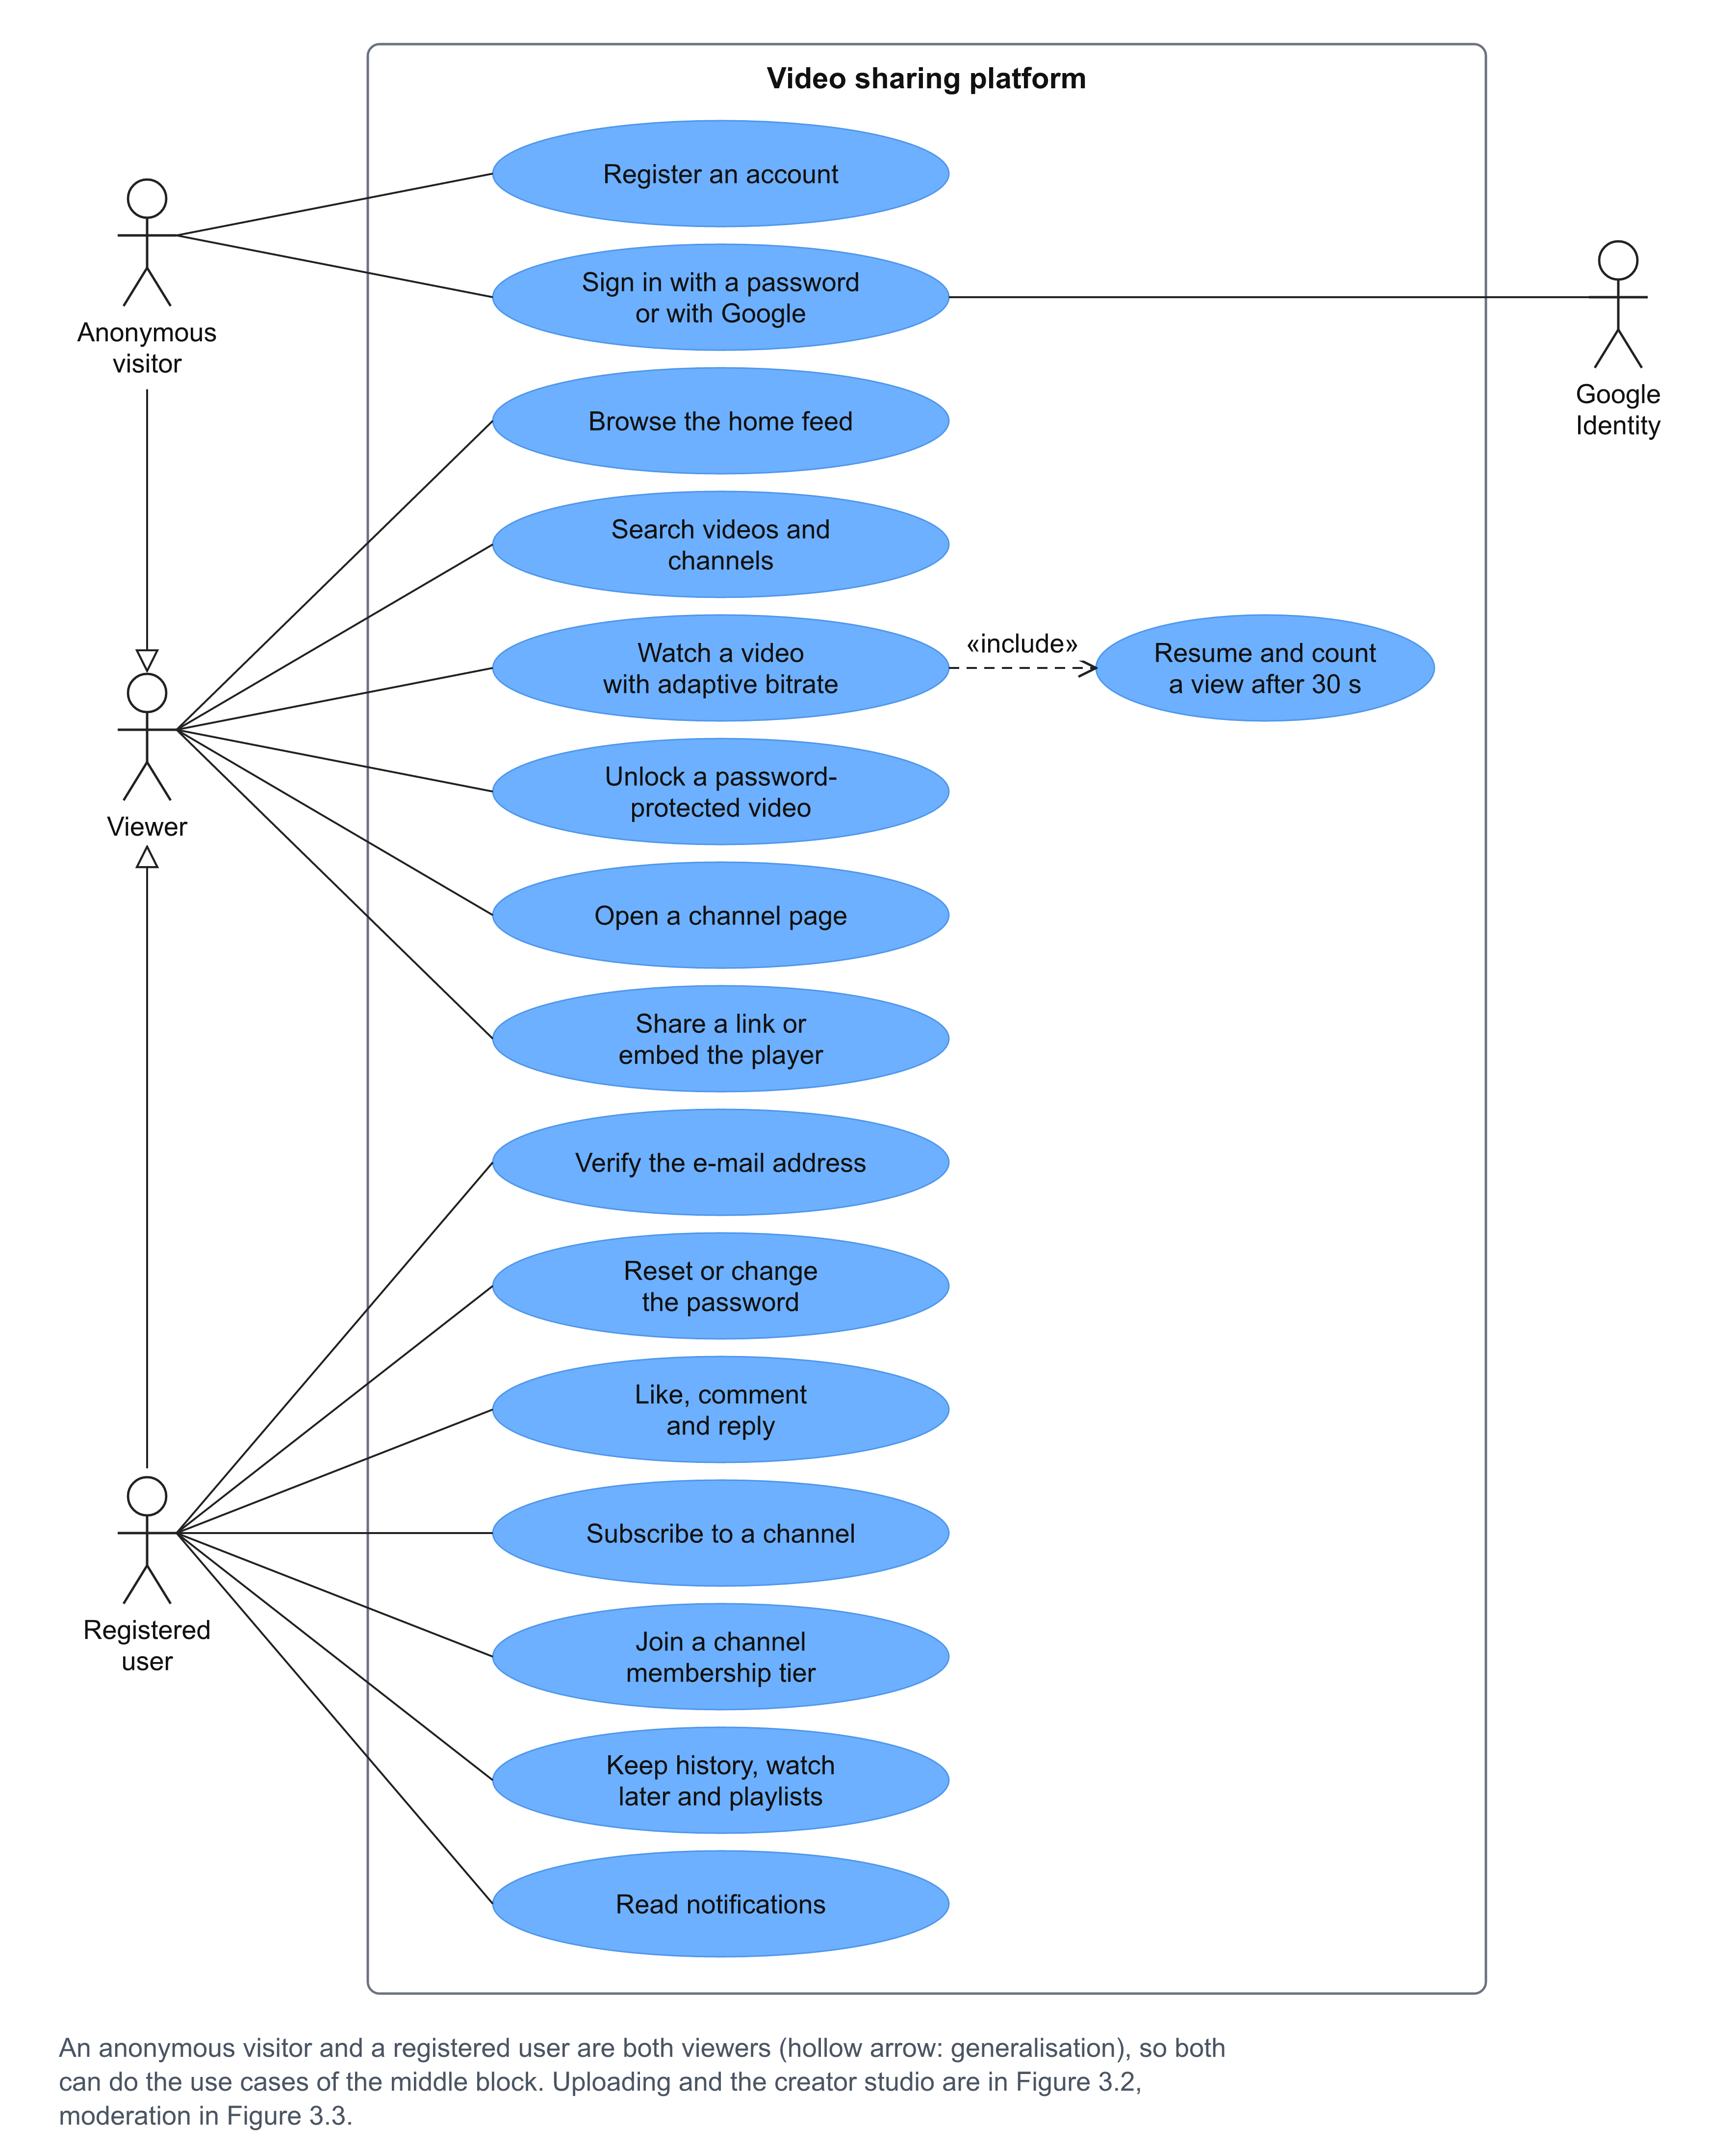 Video sharing platform
Register an account
Sign in with a password
or with Google
Anonymous
visitor
Google
Identity
Browse the home feed
Search videos and
channels
Watch a video
with adaptive bitrate
«include»
Resume and count
a view after 30 s
Unlock a password-
protected video
Viewer
Open a channel page
Share a link or
embed the player
Verify the e-mail address
Reset or change
the password
Like, comment
and reply
Subscribe to a channel
Registered
user
Join a channel
membership tier
Keep history, watch
later and playlists
Read notifications
An anonymous visitor and a registered user are both viewers (hollow arrow: generalisation), so both
can do the use cases of the middle block. Uploading and the creator studio are in Figure 3.2,
moderation in Figure 3.3.